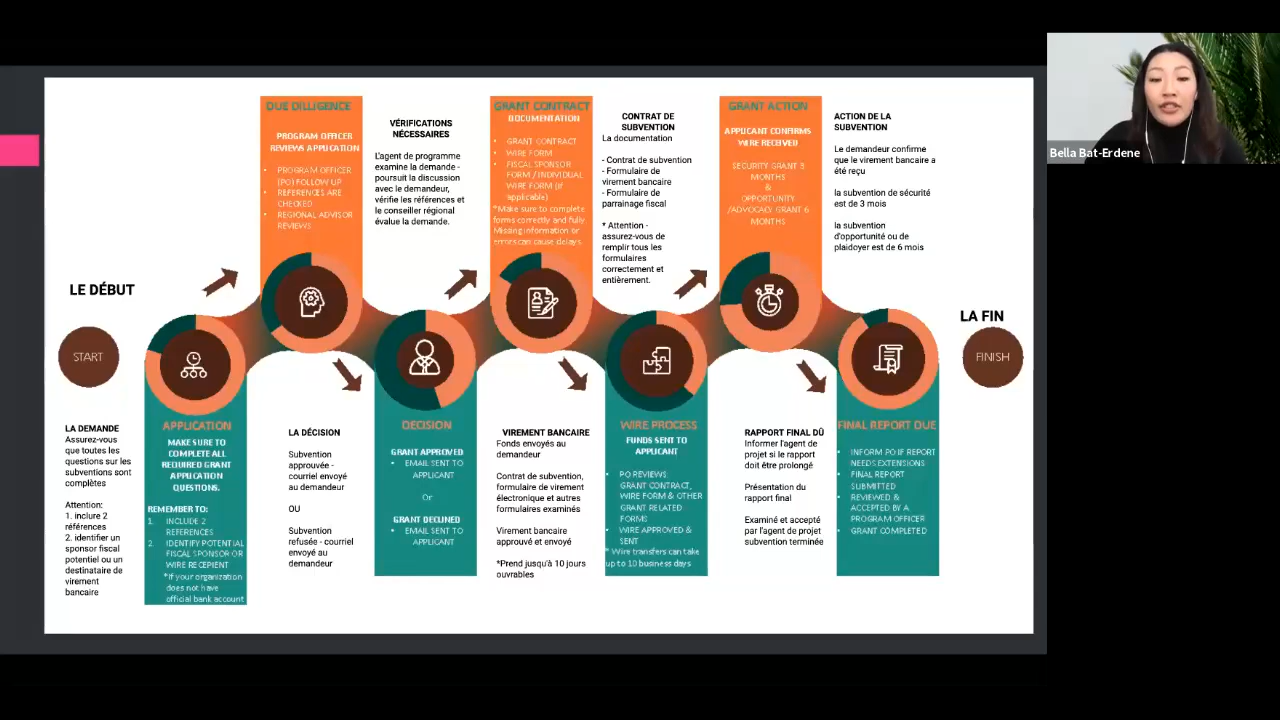 DUE DILLIGENCE
PROGRAM OFFICER
REVIEWS APPLICATION
• PROGRAM OFFICER
(PO) FOLLOW UP
• REFERENCES ARE
CHECKED
• REGIONAL ADVISOR
REVIEWS
VÉRIFICATIONS
NÉCESSAIRES
L'agent de programme
examine la demande -
poursuit la discussion
avec le demandeur,
vérifie les références et
le conseiller régional
évalue la demande.
GRANT CONTRACT
DOCUMENTATION
• GRANT CONTRACT
• WIRE FORM
• FISCAL SPONSOR
FORM / INDIVIDUAL
WIRE FORM (if
applicable)
*Make sure to complete
forms correctly and fully.
Missing information or
errors can cause delays.
CONTRAT DE
SUBVENTION
La documentation
- Contrat de subvention
- Formulaire de
virement bancaire
- Formulaire de
parrainage fiscal
* Attention -
assurez-vous de
remplir tous les
formulaires
correctement et
entièrement.
GRANT ACTION
APPLICANT CONFIRMS
WIRE RECEIVED
SECURITY GRANT 3
MONTHS
&
OPPORTUNITY
/ADVOCACY GRANT 6
MONTHS
ACTION DE LA
SUBVENTION
Le demandeur confirme
que le virement bancaire a
été reçu
la subvention de sécurité
est de 3 mois
la subvention
d'opportunité ou de
plaidoyer est de 6 mois
Bella Bat-Erdene
LE DÉBUT
START
LA FIN
FINISH
LA DEMANDE
Assurez-vous
que toutes les
questions sur les
subventions sont
complètes
Attention:
1. inclure 2
références
2. identifier un
sponsor fiscal
potentiel ou un
destinataire de
virement
bancaire
APPLICATION
MAKE SURE TO
COMPLETE ALL
REQUIRED GRANT
APPLICATION
QUESTIONS.
REMEMBER TO:
1. INCLUDE 2
REFERENCES
2. IDENTIFY POTENTIAL
FISCAL SPONSOR OR
WIRE RECEPIENT
*If your organization
does not have
official bank account
LA DÉCISION
Subvention
approuvée -
courriel envoyé
au demandeur
OU
Subvention
refusée - courriel
envoyé au
demandeur
DECISION
GRANT APPROVED
• EMAIL SENT TO
APPLICANT
Or
GRANT DECLINED
• EMAIL SENT TO
APPLICANT
VIREMENT BANCAIRE
Fonds envoyés au
demandeur
Contrat de subvention,
formulaire de virement
électronique et autres
formulaires examinés
Virement bancaire
approuvé et envoyé
*Prend jusqu'à 10 jours
ouvrables
WIRE PROCESS
FUNDS SENT TO
APPLICANT
• PO REVIEWS:
GRANT CONTRACT,
WIRE FORM & OTHER
GRANT RELATED
FORMS
• WIRE APPROVED &
SENT
* Wire transfers can take
up to 10 business days
RAPPORT FINAL DÛ
Informer l'agent de
projet si le rapport
doit être prolongé
Présentation du
rapport final
Examiné et accepté
par l'agent de projet
subvention terminée
FINAL REPORT DUE
• INFORM PO IF REPORT
NEEDS EXTENSIONS
• FINAL REPORT
SUBMITTED
• REVIEWED &
ACCEPTED BY A
PROGRAM OFFICER
• GRANT COMPLETED